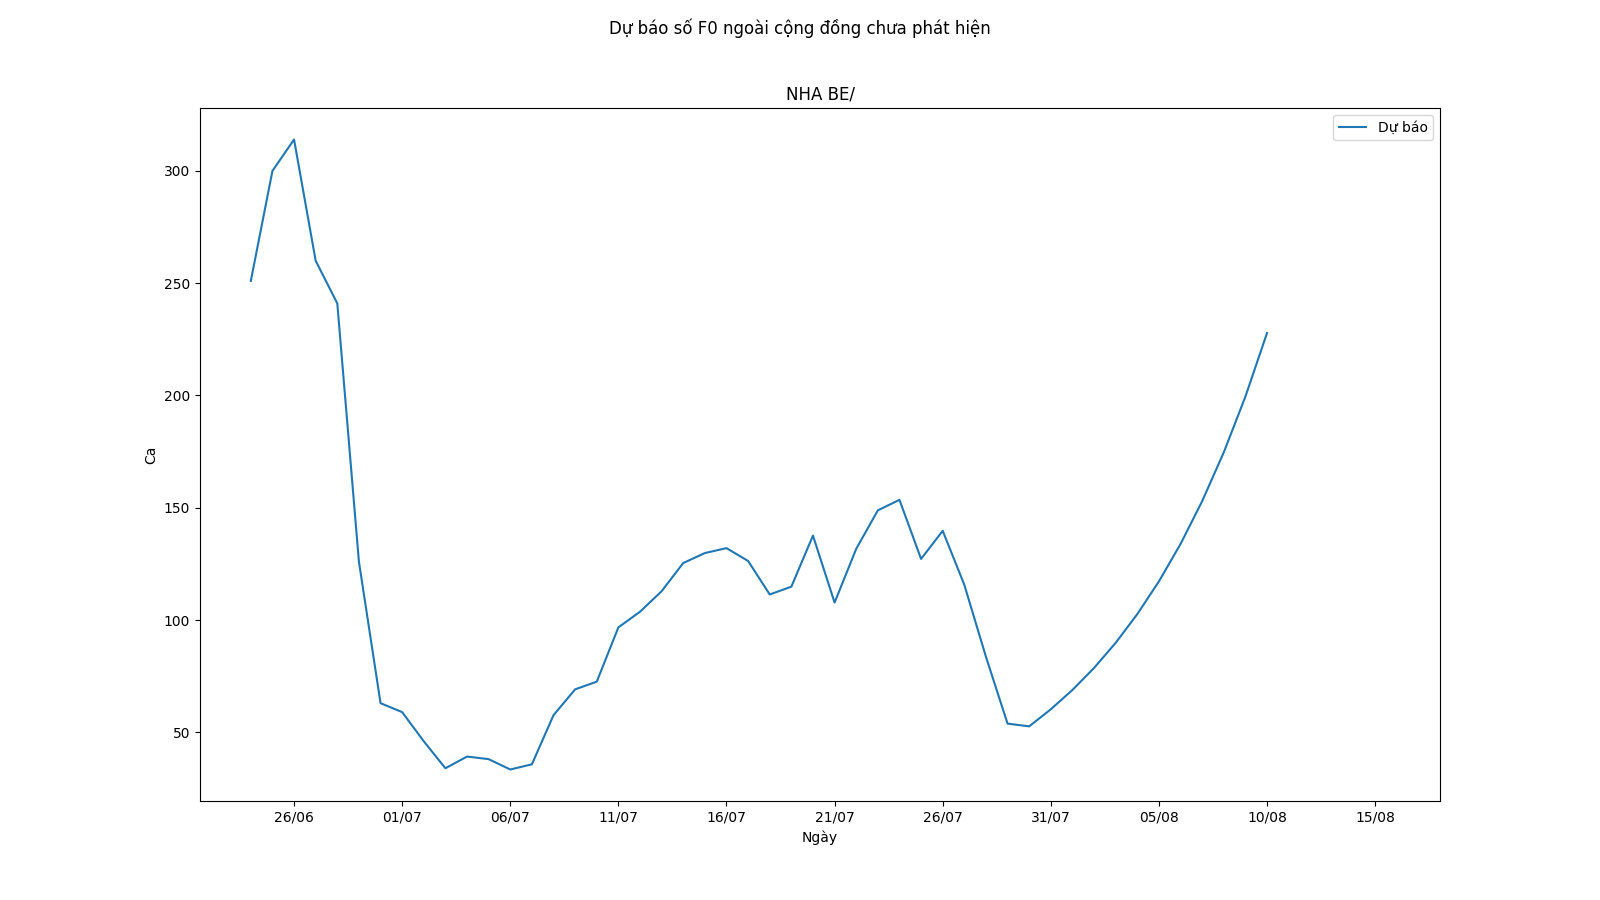 Dự báo số F0 ngoài cộng đồng chưa phát hiện
NHA BE/
Dự báo
300
250
200
150
100
50
Ca
26/06 01/07 06/07 11/07 16/07 21/07 26/07 31/07 05/08 10/08 15/08
Ngày